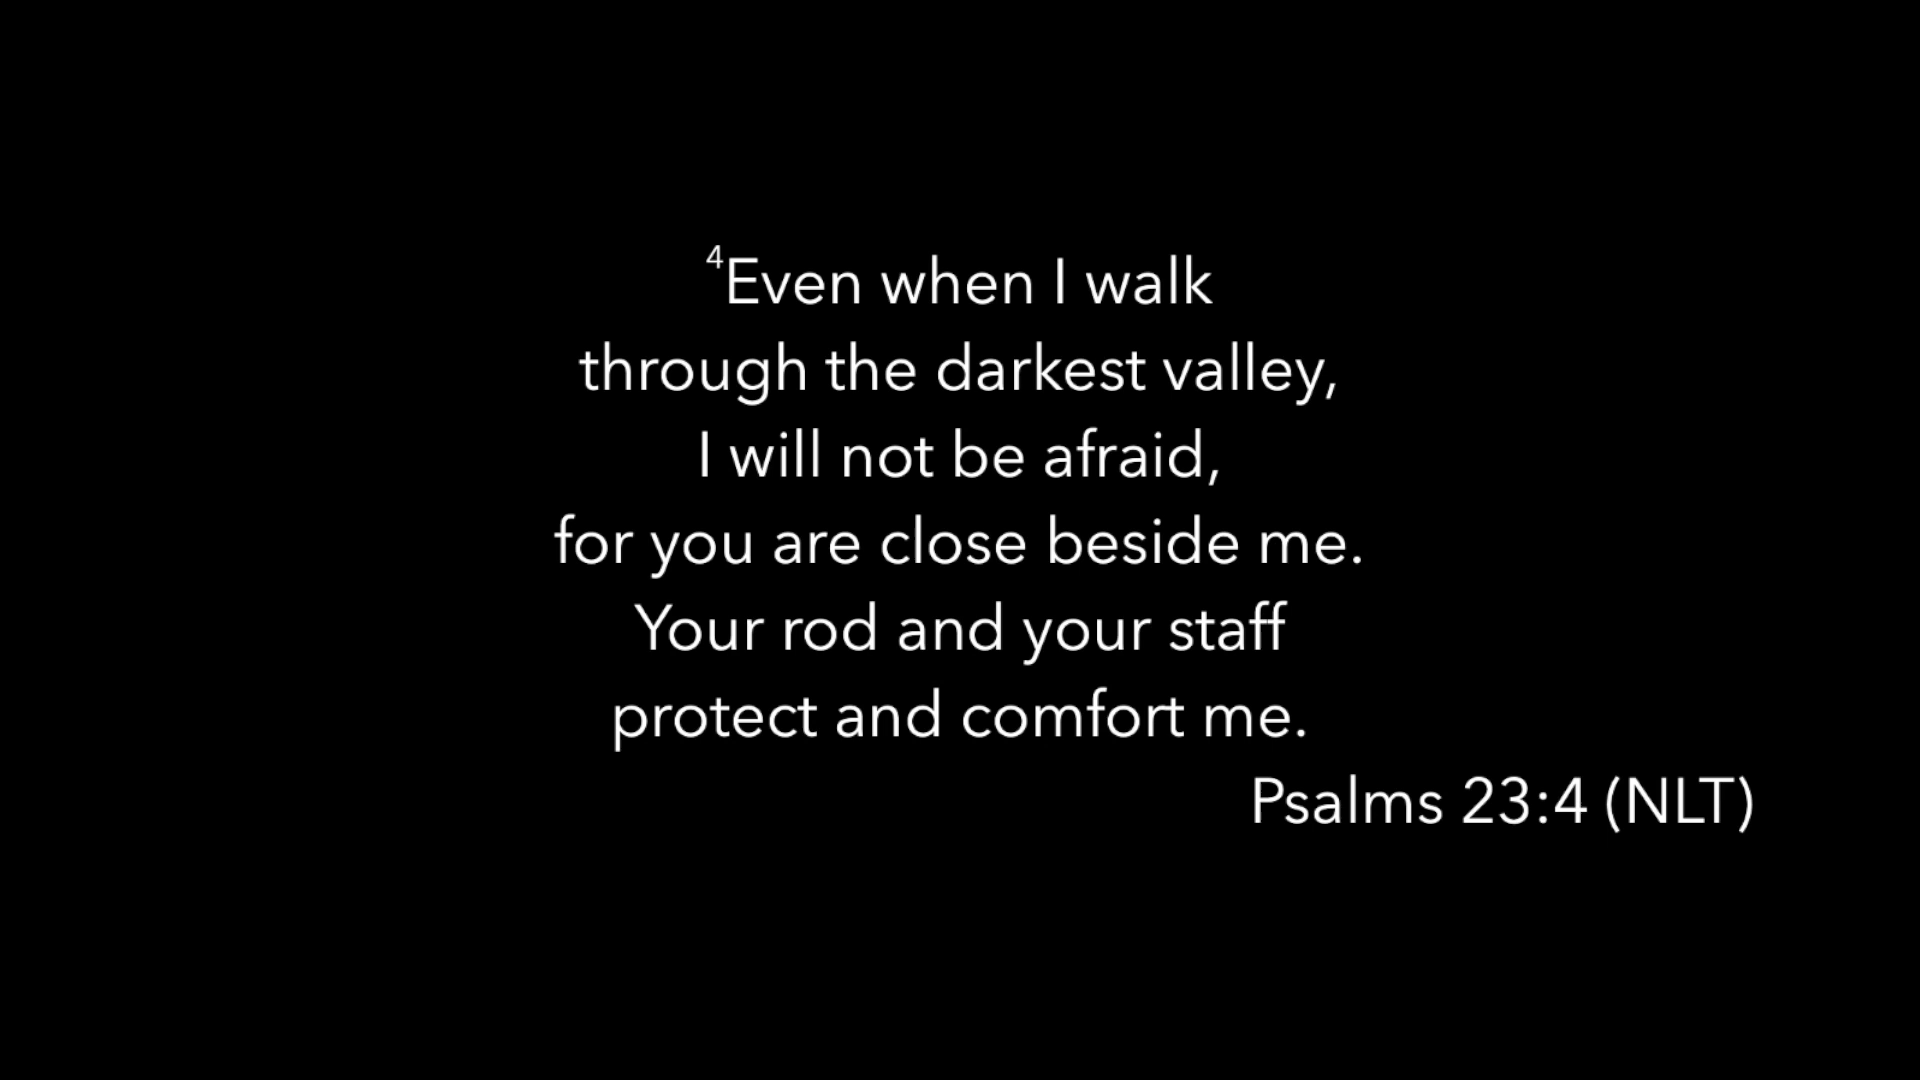 4Even when I walk
through the darkest valley,
I will not be afraid,
for you are close beside me.
Your rod and your staff
protect and comfort me.
Psalms 23:4 (NLT)